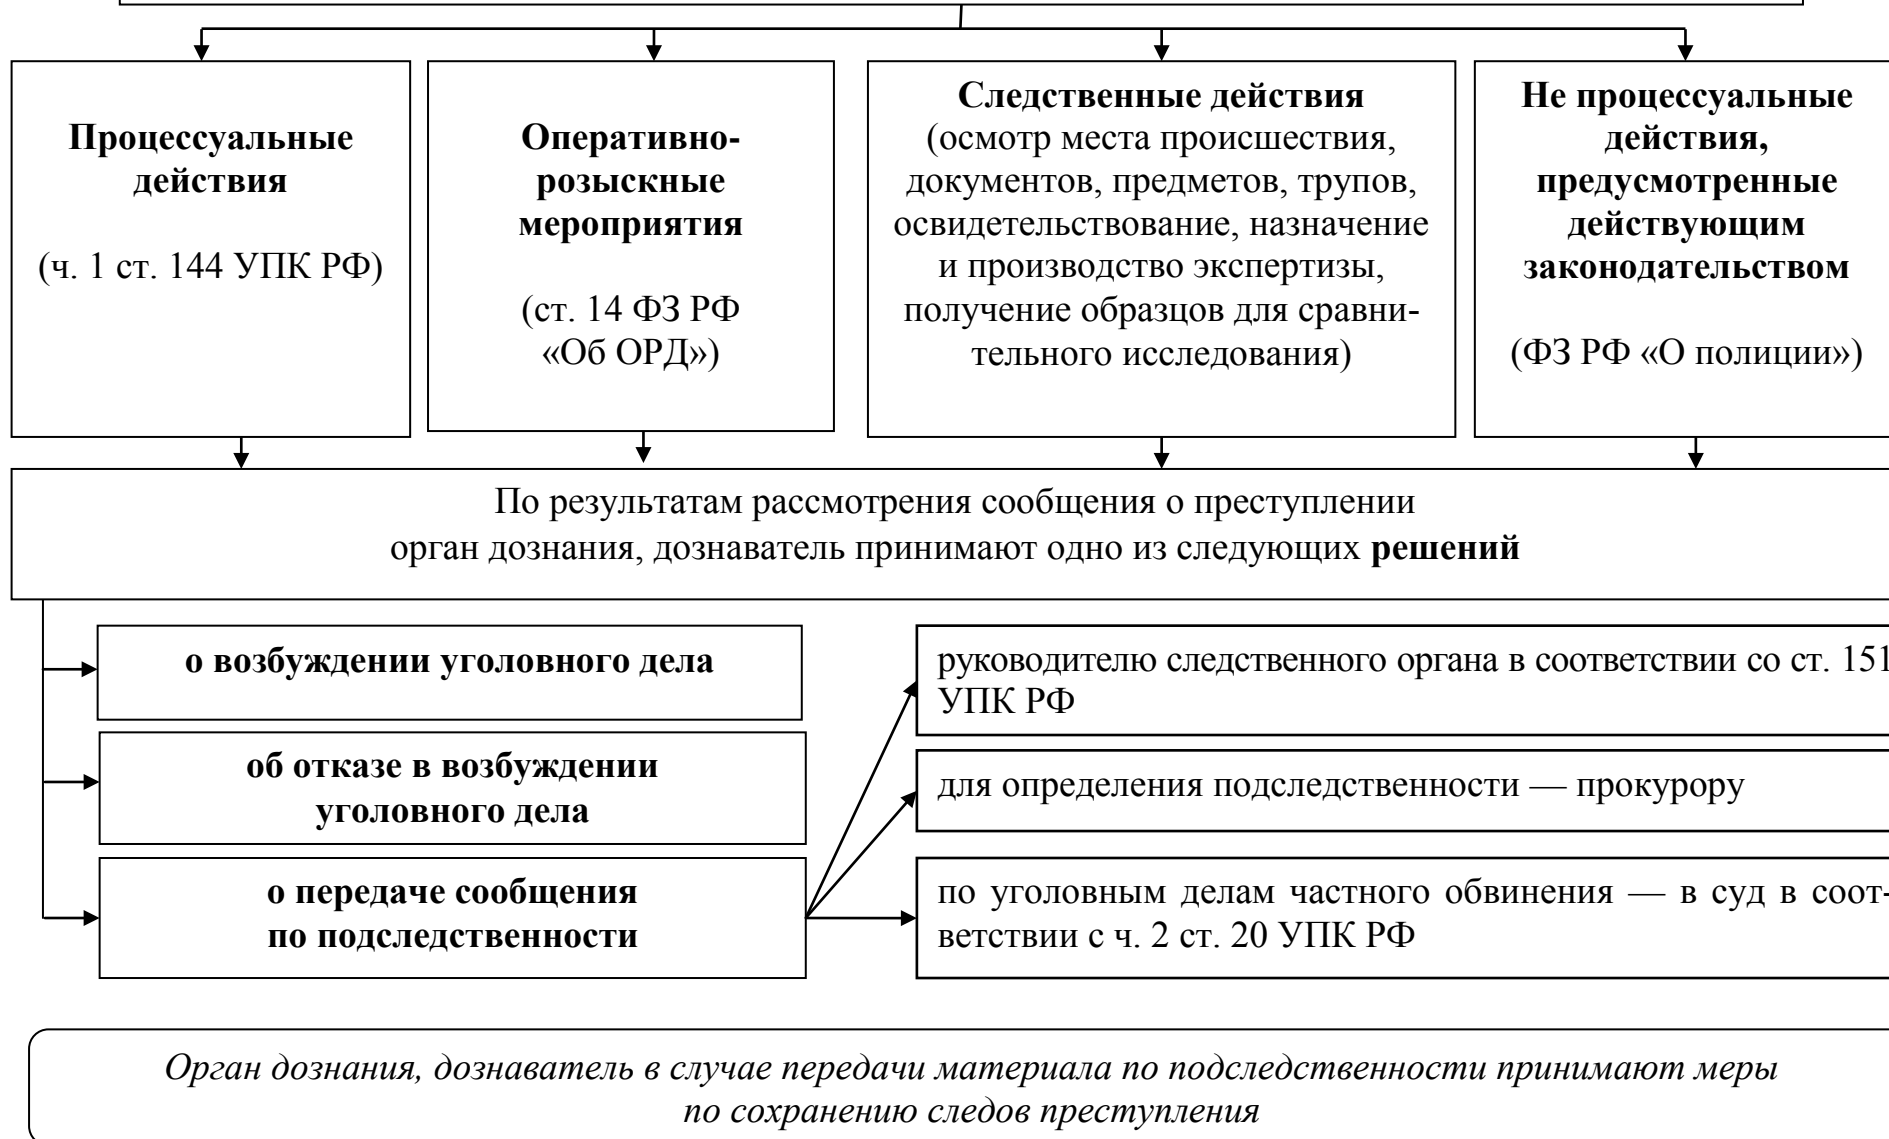 Процессуальные
действия
(ч. 1 ст. 144 УПК РФ)
Оперативно-
розыскные
мероприятия
(ст. 14 ФЗ РФ
«Об ОРД»)
Следственные действия
(осмотр места происшествия,
документов, предметов, трупов,
освидетельствование, назначение
и производство экспертизы,
получение образцов для сравни-
тельного исследования)
Не процессуальные
действия,
предусмотренные
действующим
законодательством
(ФЗ РФ «О полиции»)
По результатам рассмотрения сообщения о преступлении
орган дознания, дознаватель принимают одно из следующих решений
о возбуждении уголовного дела
об отказе в возбуждении
уголовного дела
о передаче сообщения
по подследственности
руководителю следственного органа в соответствии со ст. 151
УПК РФ
для определения подследственности — прокурору
по уголовным делам частного обвинения — в суд в соот-
ветствии с ч. 2 ст. 20 УПК РФ
Орган дознания, дознаватель в случае передачи материала по подследственности принимают меры
по сохранению следов преступления